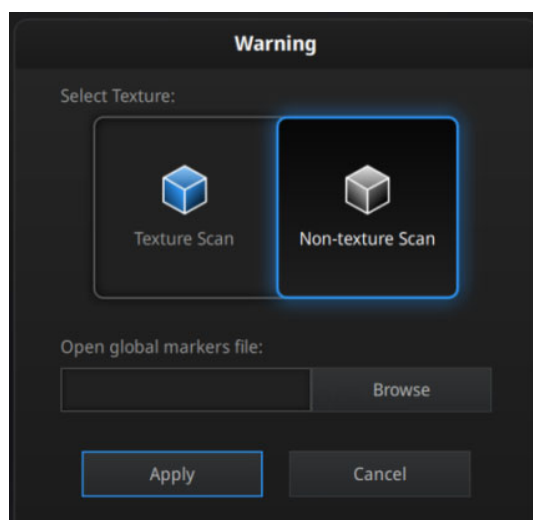 Warning
Select Texture:
Texture Scan
Non-texture Scan
Open global markers file:
Browse
Apply
Cancel